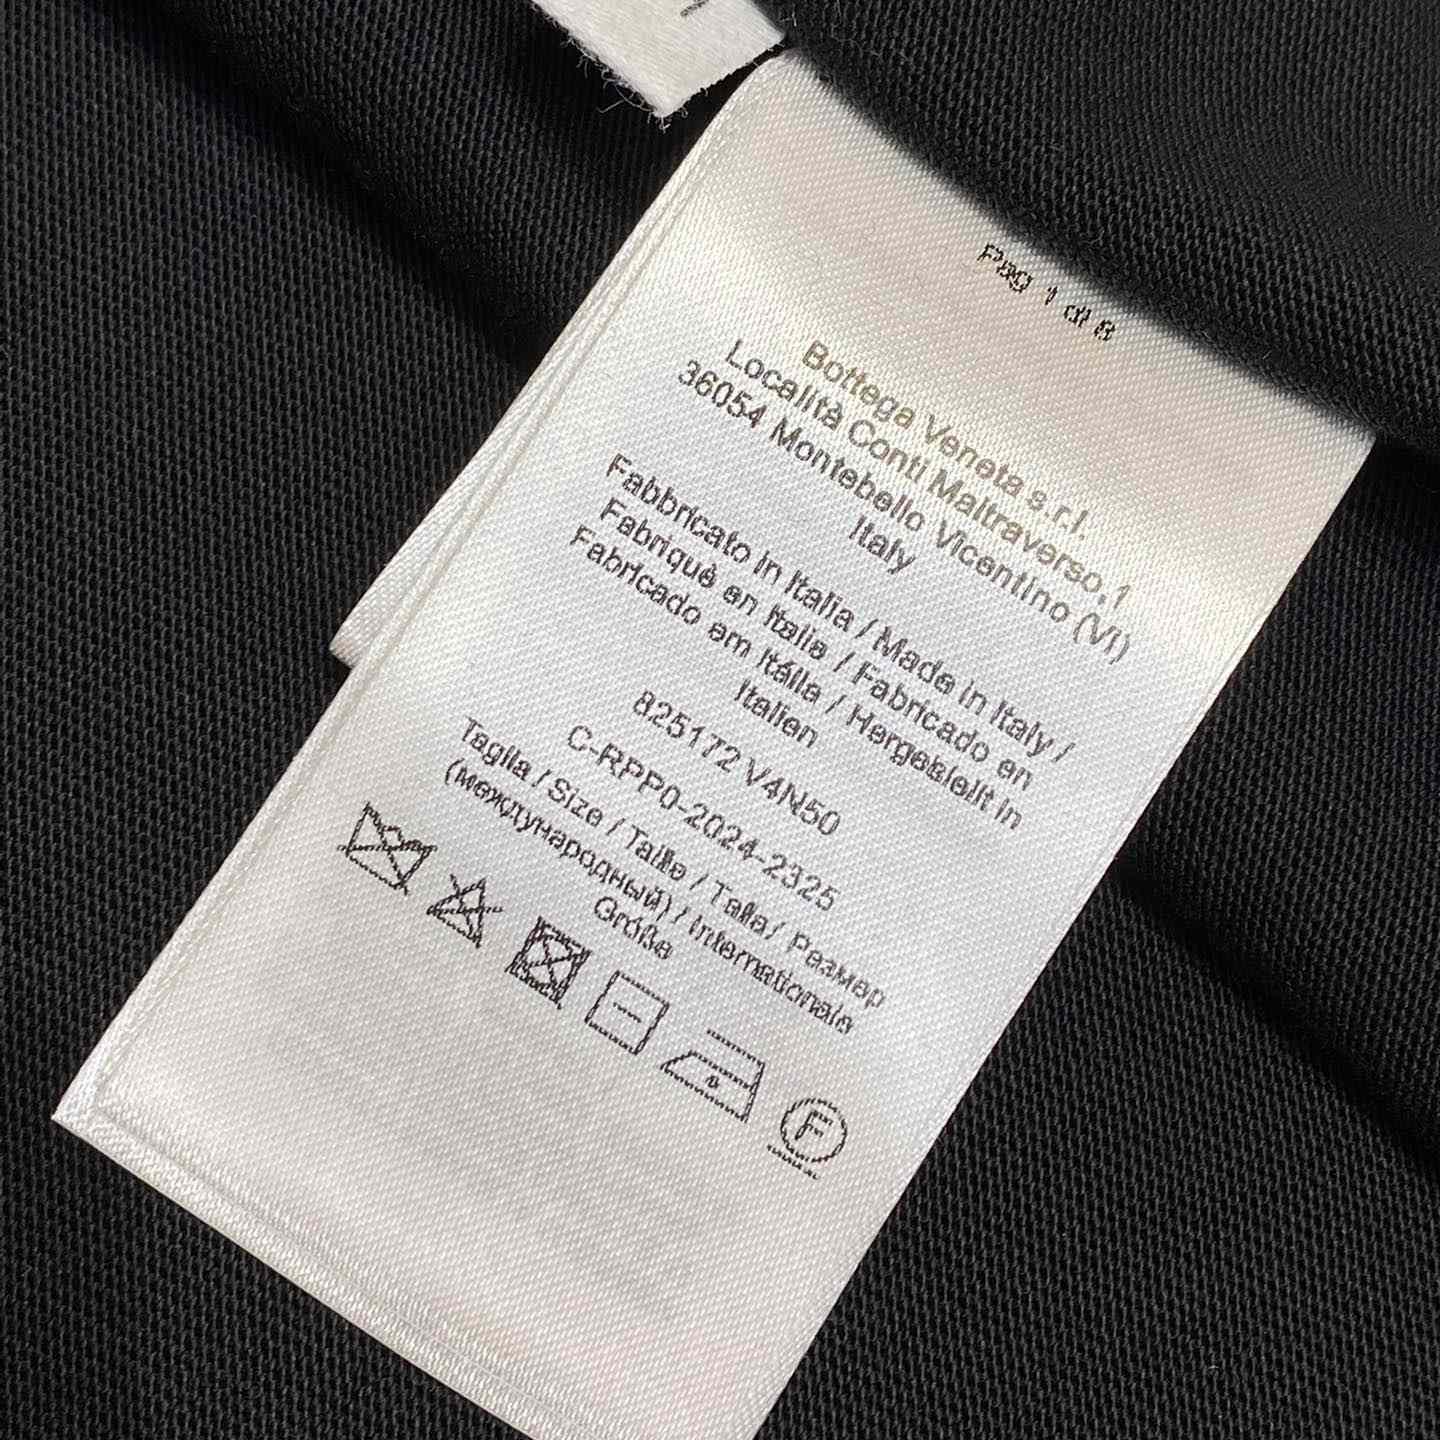 Pag 1 di 8
Bottega Veneta s.r.l.
Località Conti Maltraverso,1
36054 Montebello Vicentino (VI)
Italy
Fabbricato in Italia / Made in Italy /
Fabriqué en Italie / Fabricado en
Fabricado em Itália / Hergestellt in
Italien
825172 V4N50
C-RPP0-2024-2325
Taglia / Size / Taille / Talla / Размер
(международный) / Internationale
Größe
F